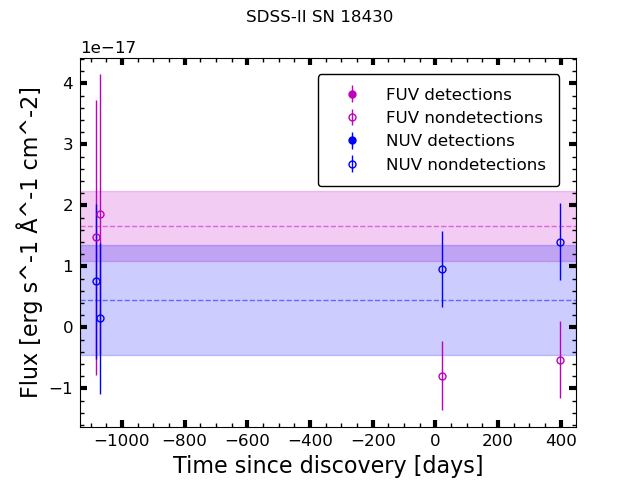 SDSS-II SN 18430
1e−17
FUV detections
FUV nondetections
NUV detections
NUV nondetections
4
3
2
1
0
−1
Flux [erg s^-1 Å^-1 cm^-2]
−1000 −800 −600 −400 −200 0 200 400
Time since discovery [days]